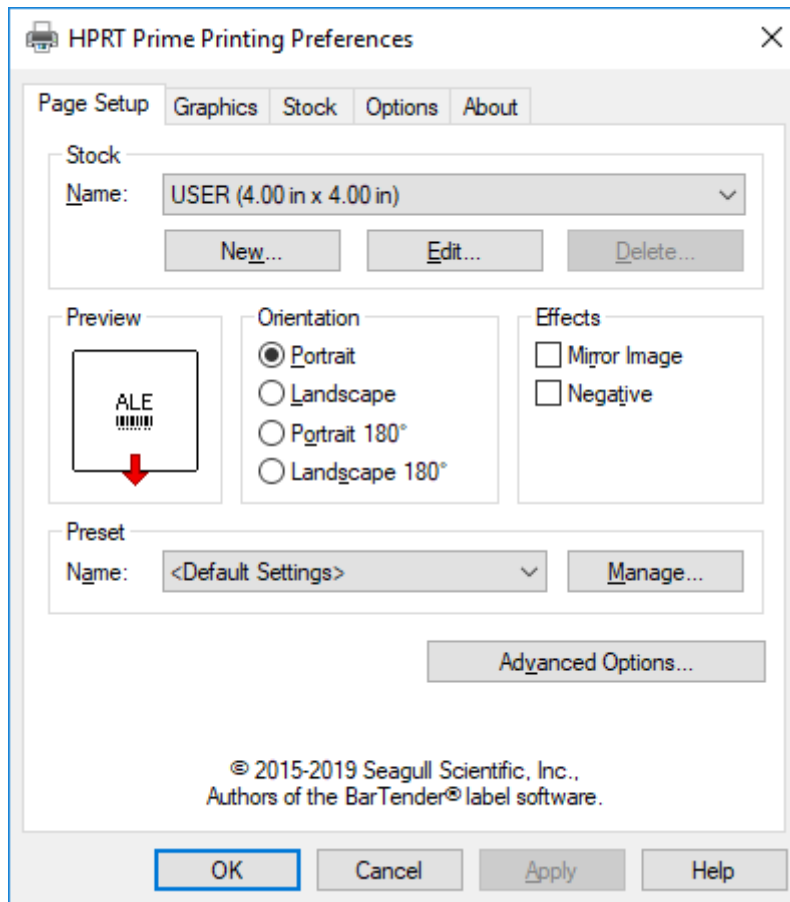 HPRT Prime Printing Preferences
Page Setup Graphics Stock Options About
Stock
Name: USER (4.00 in x 4.00 in)
New... Edit... Delete...
Preview
ALE
Orientation
Portrait
Landscape
Portrait 180°
Landscape 180°
Effects
Mirror Image
Negative
Preset
Name: <Default Settings> Manage...
Advanced Options...
© 2015-2019 Seagull Scientific, Inc.,
Authors of the BarTender® label software.
OK Cancel Apply Help